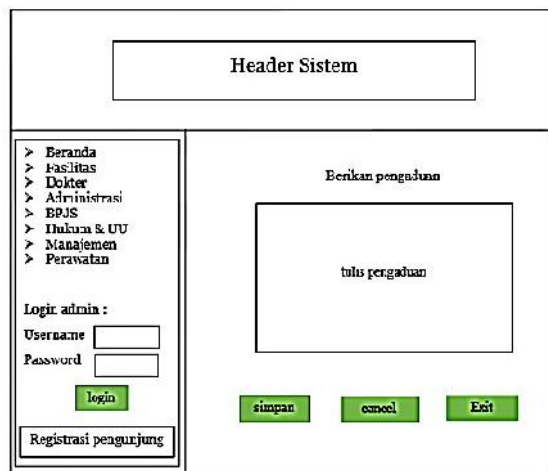 Header Sistem
➢ Beranda
➢ Fasilitas
➢ Dokter
➢ Administrasi
➢ BPJS
➢ Hukum & UU
➢ Manajemen
➢ Perawatan
Login admin :
Username
Password
login
Registrasi pengunjung
Berikan pengaduan
tulis pengaduan
simpan
cancel
Exit